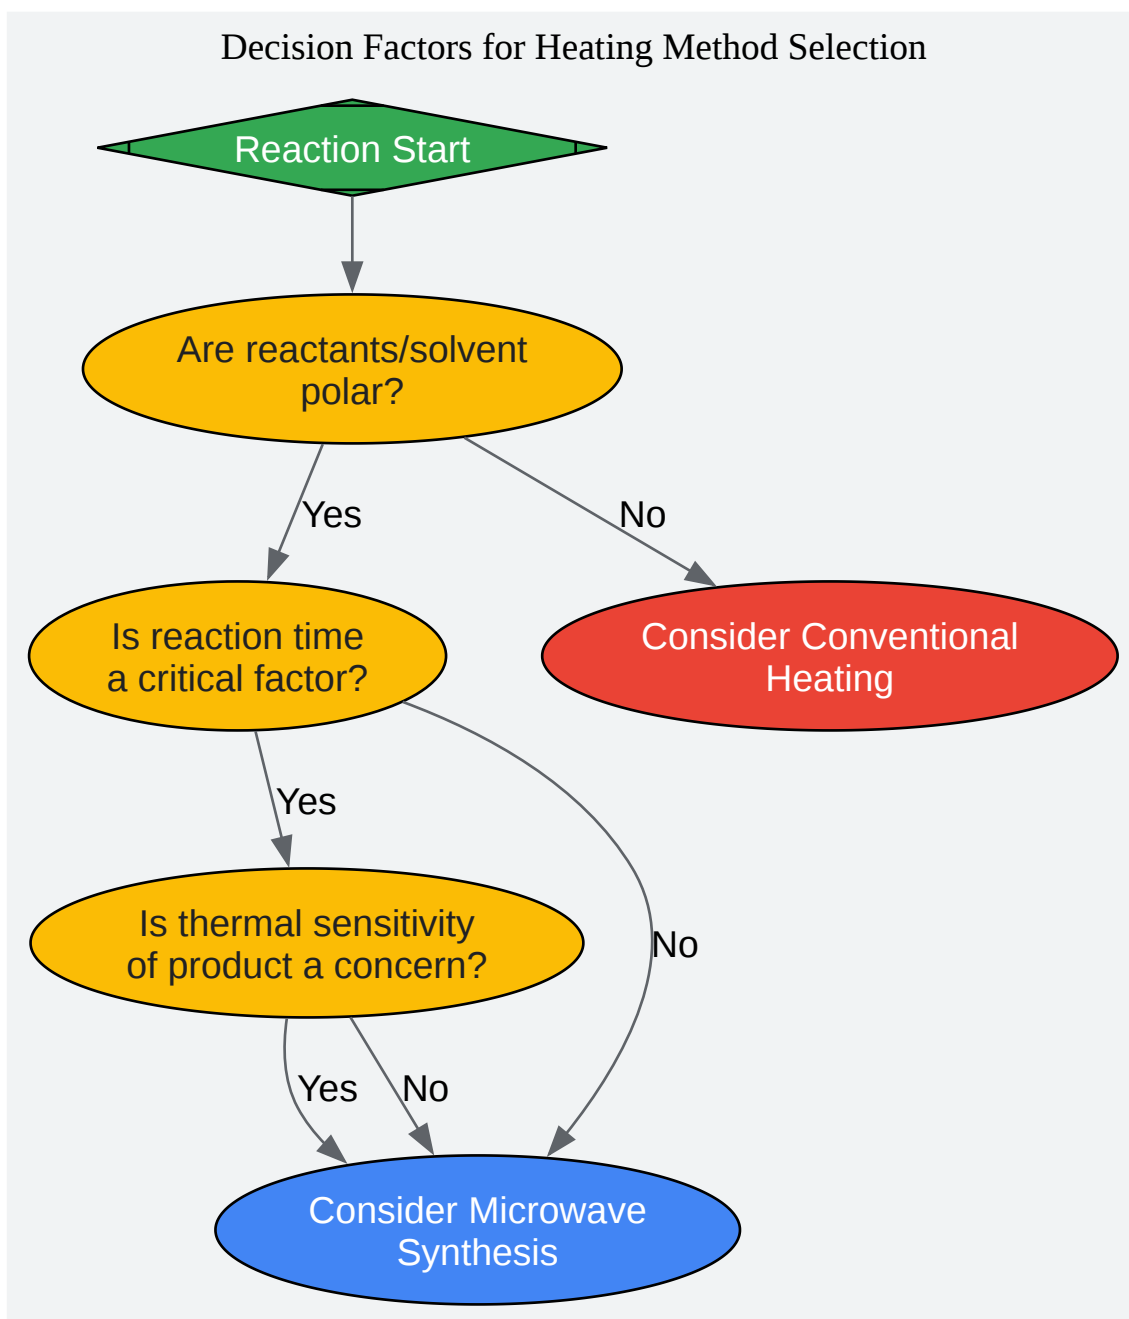 Decision Factors for Heating Method Selection
Reaction Start
Are reactants/solvent
polar?
Yes
No
Is reaction time
a critical factor?
Consider Conventional
Heating
Yes
Is thermal sensitivity
of product a concern?
No
Yes
No
Consider Microwave
Synthesis